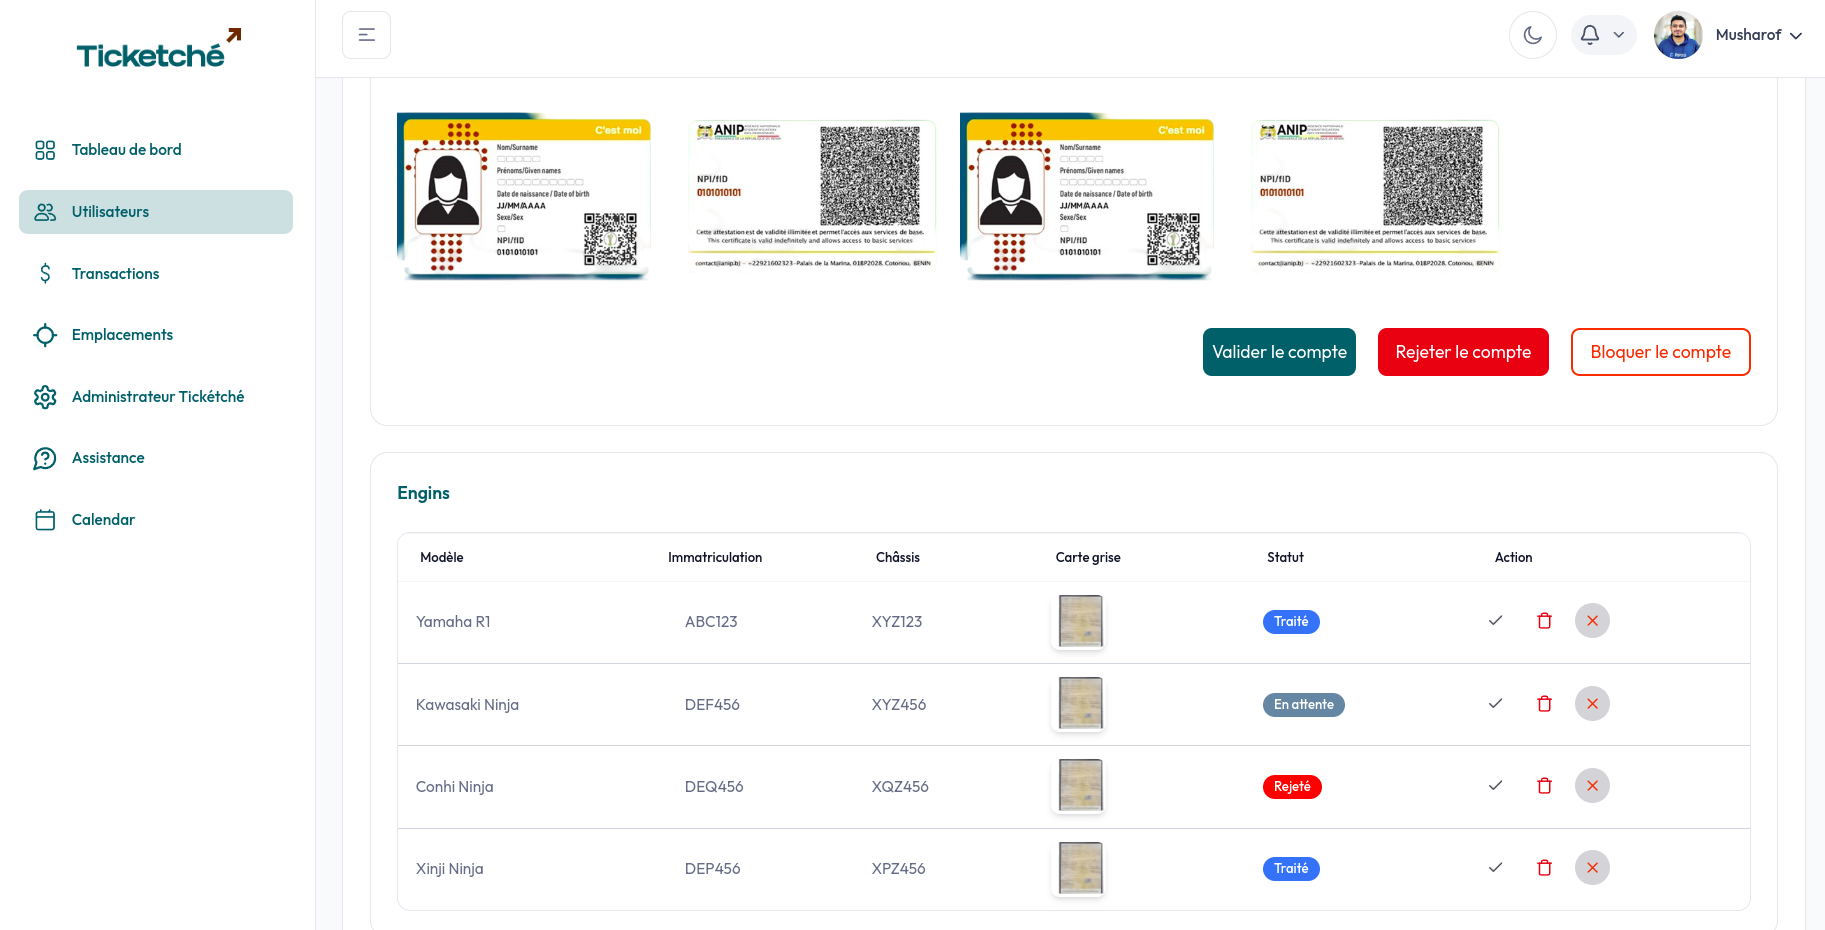 Ticketché
Musharof
Tableau de bord
Utilisateurs
Transactions
Emplacements
Administrateur Tickétché
Assistance
Calendar
C'est moi
Nom/Surname
Prénoms/Given names
Date de naissance / Date of birth
JJ/MM/AAAA
Sexe/Sex
NPI/fID
0101010101
ANIP
NPI/fID
0101010101
Cette attestation est de validité illimitée et permet l'accès aux services de base.
This certificate is valid indefinitely and allows access to basic services
contact@anip.bj - +22921602323-Palais de la Marina, 01BP2028, Cotonou, BENIN
C'est moi
Nom/Surname
Prénoms/Given names
Date de naissance / Date of birth
JJ/MM/AAAA
Sexe/Sex
NPI/fID
0101010101
ANIP
NPI/fID
0101010101
Cette attestation est de validité illimitée et permet l'accès aux services de base.
This certificate is valid indefinitely and allows access to basic services
contact@anip.bj - +22921602323-Palais de la Marina, 01BP2028, Cotonou, BENIN
Valider le compte Rejeter le compte Bloquer le compte
Engins
Modèle Immatriculation Châssis Carte grise Statut Action
Yamaha R1 ABC123 XYZ123 Traité
Kawasaki Ninja DEF456 XYZ456 En attente
Conhi Ninja DEQ456 XQZ456 Rejeté
Xinji Ninja DEP456 XPZ456 Traité